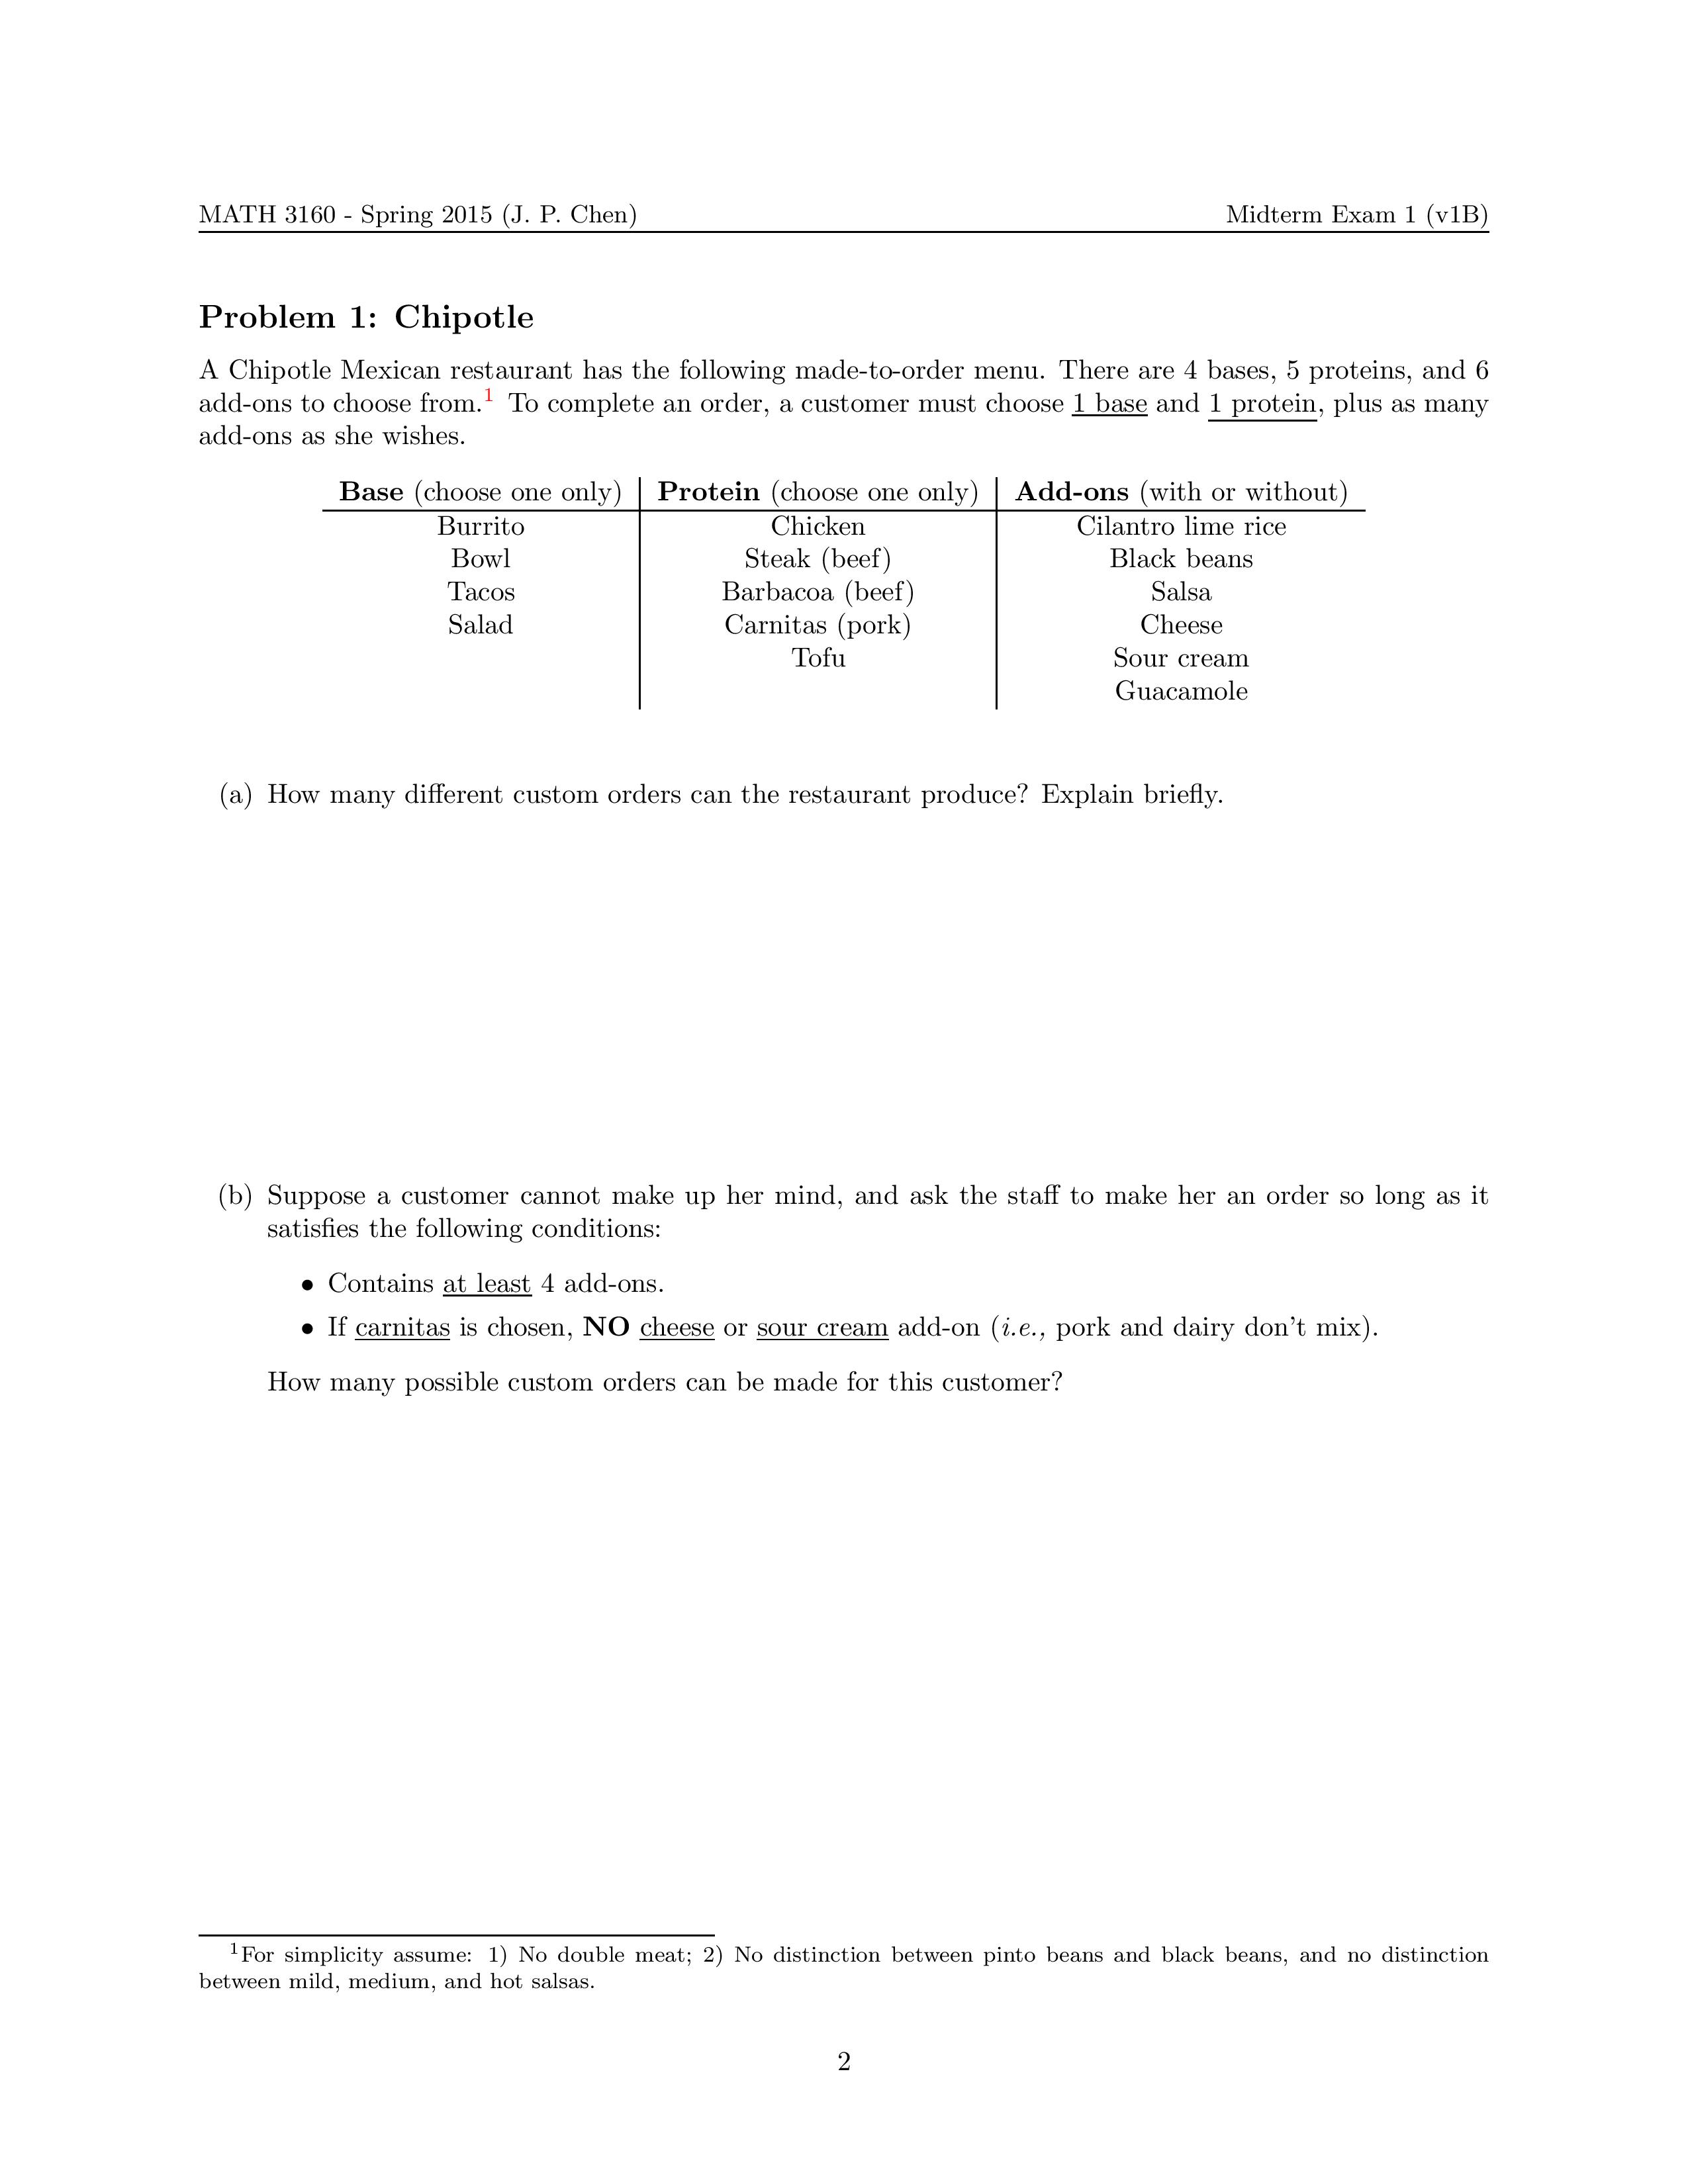 MATH 3160 - Spring 2015 (J. P. Chen) Midterm Exam 1 (v1B)
Problem 1: Chipotle
A Chipotle Mexican restaurant has the following made-to-order menu. There are 4 bases, 5 proteins, and 6
add-ons to choose from.1 To complete an order, a customer must choose 1 base and 1 protein, plus as many
add-ons as she wishes.
Base (choose one only) Protein (choose one only) Add-ons (with or without)
Burrito Chicken Cilantro lime rice
Bowl Steak (beef) Black beans
Tacos Barbacoa (beef) Salsa
Salad Carnitas (pork) Cheese
Tofu Sour cream
Guacamole
(a) How many different custom orders can the restaurant produce? Explain briefly.
(b) Suppose a customer cannot make up her mind, and ask the staff to make her an order so long as it
satisfies the following conditions:
• Contains at least 4 add-ons.
• If carnitas is chosen, NO cheese or sour cream add-on (i.e., pork and dairy don't mix).
How many possible custom orders can be made for this customer?
1For simplicity assume: 1) No double meat; 2) No distinction between pinto beans and black beans, and no distinction
between mild, medium, and hot salsas.
2